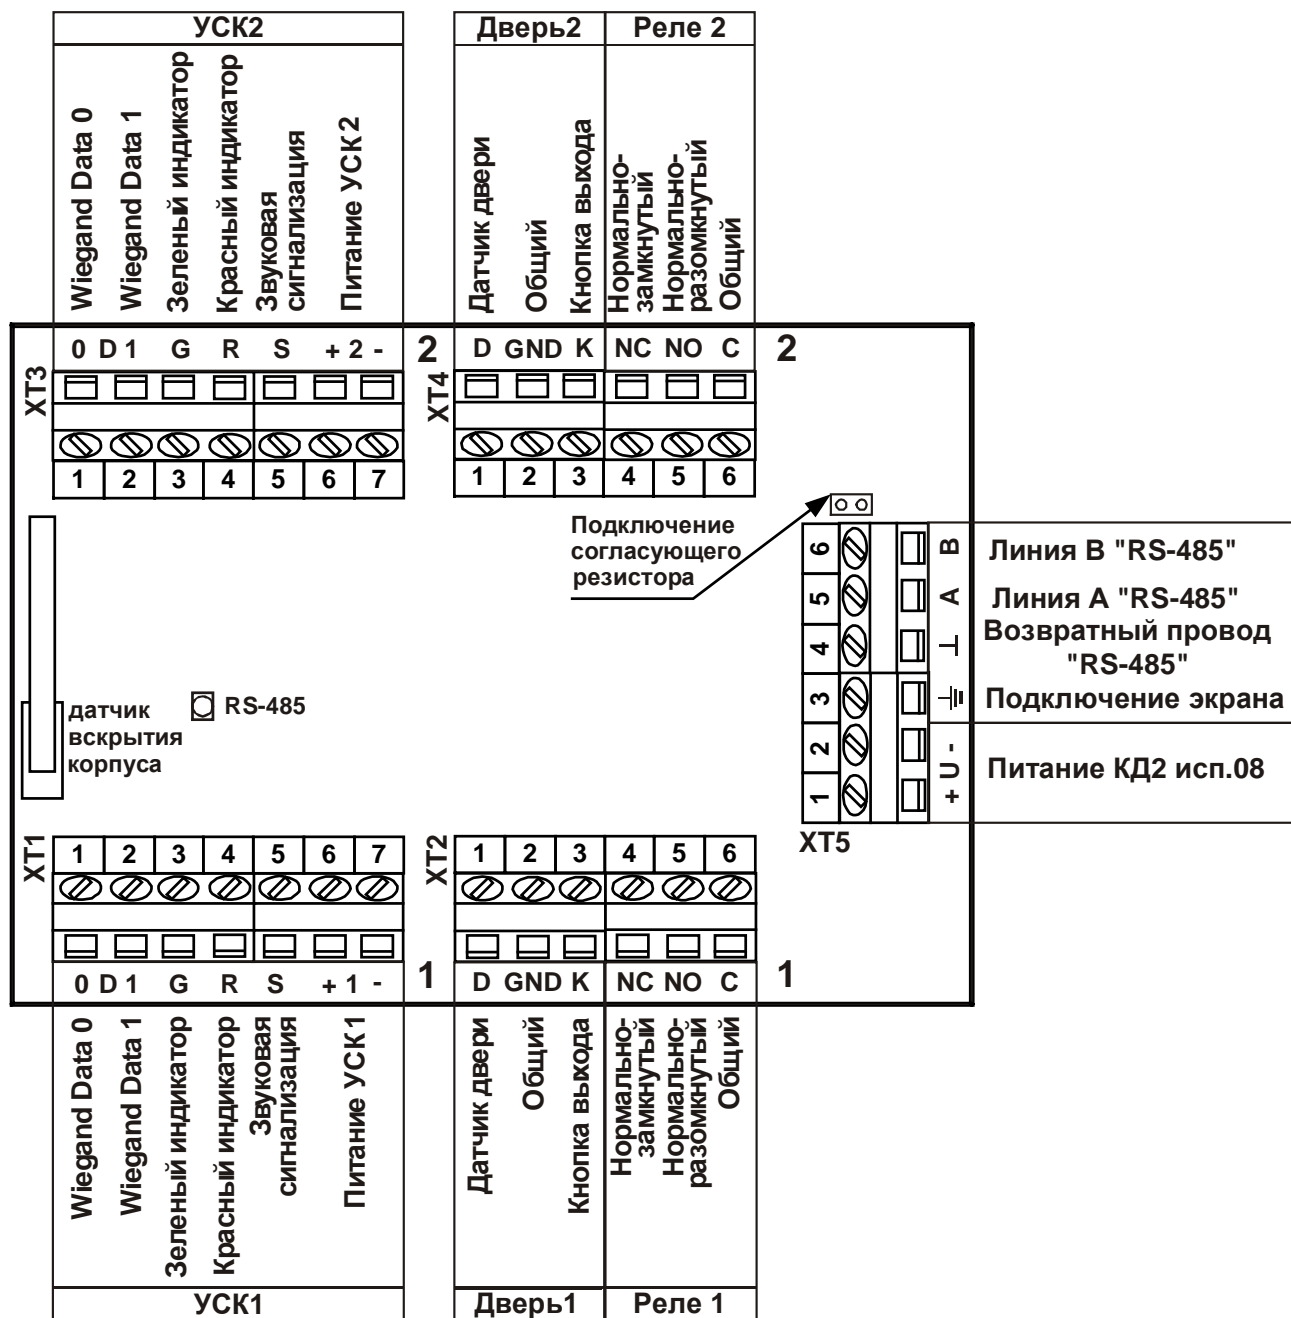 УСК2
Дверь2
Реле 2
Wiegand Data 0
Wiegand Data 1
Зеленый индикатор
Красный индикатор
Звуковая
сигнализация
Питание УСК2
Датчик двери
Общий
Кнопка выхода
Нормально-
замкнутый
Нормально-
разомкнутый
Общий
0 D 1 G R S + 2 - 2
D GND K NC NO C 2
XT3
XT4
1 2 3 4 5 6 7
1 2 3 4 5 6
Подключение
согласующего
резистора
6 B Линия B "RS-485"
5 A Линия A "RS-485"
4 ⊥ Возвратный провод
"RS-485"
3 Подключение экрана
2 -
U Питание КД2 исп.08
1 +
XT5
датчик
вскрытия
корпуса
RS-485
XT1
XT2
1 2 3 4 5 6 7
1 2 3 4 5 6
0 D 1 G R S + 1 - 1
D GND K NC NO C 1
Wiegand Data 0
Wiegand Data 1
Зеленый индикатор
Красный индикатор
Звуковая
сигнализация
Питание УСК1
Датчик двери
Общий
Кнопка выхода
Нормально-
замкнутый
Нормально-
разомкнутый
Общий
УСК1
Дверь1
Реле 1